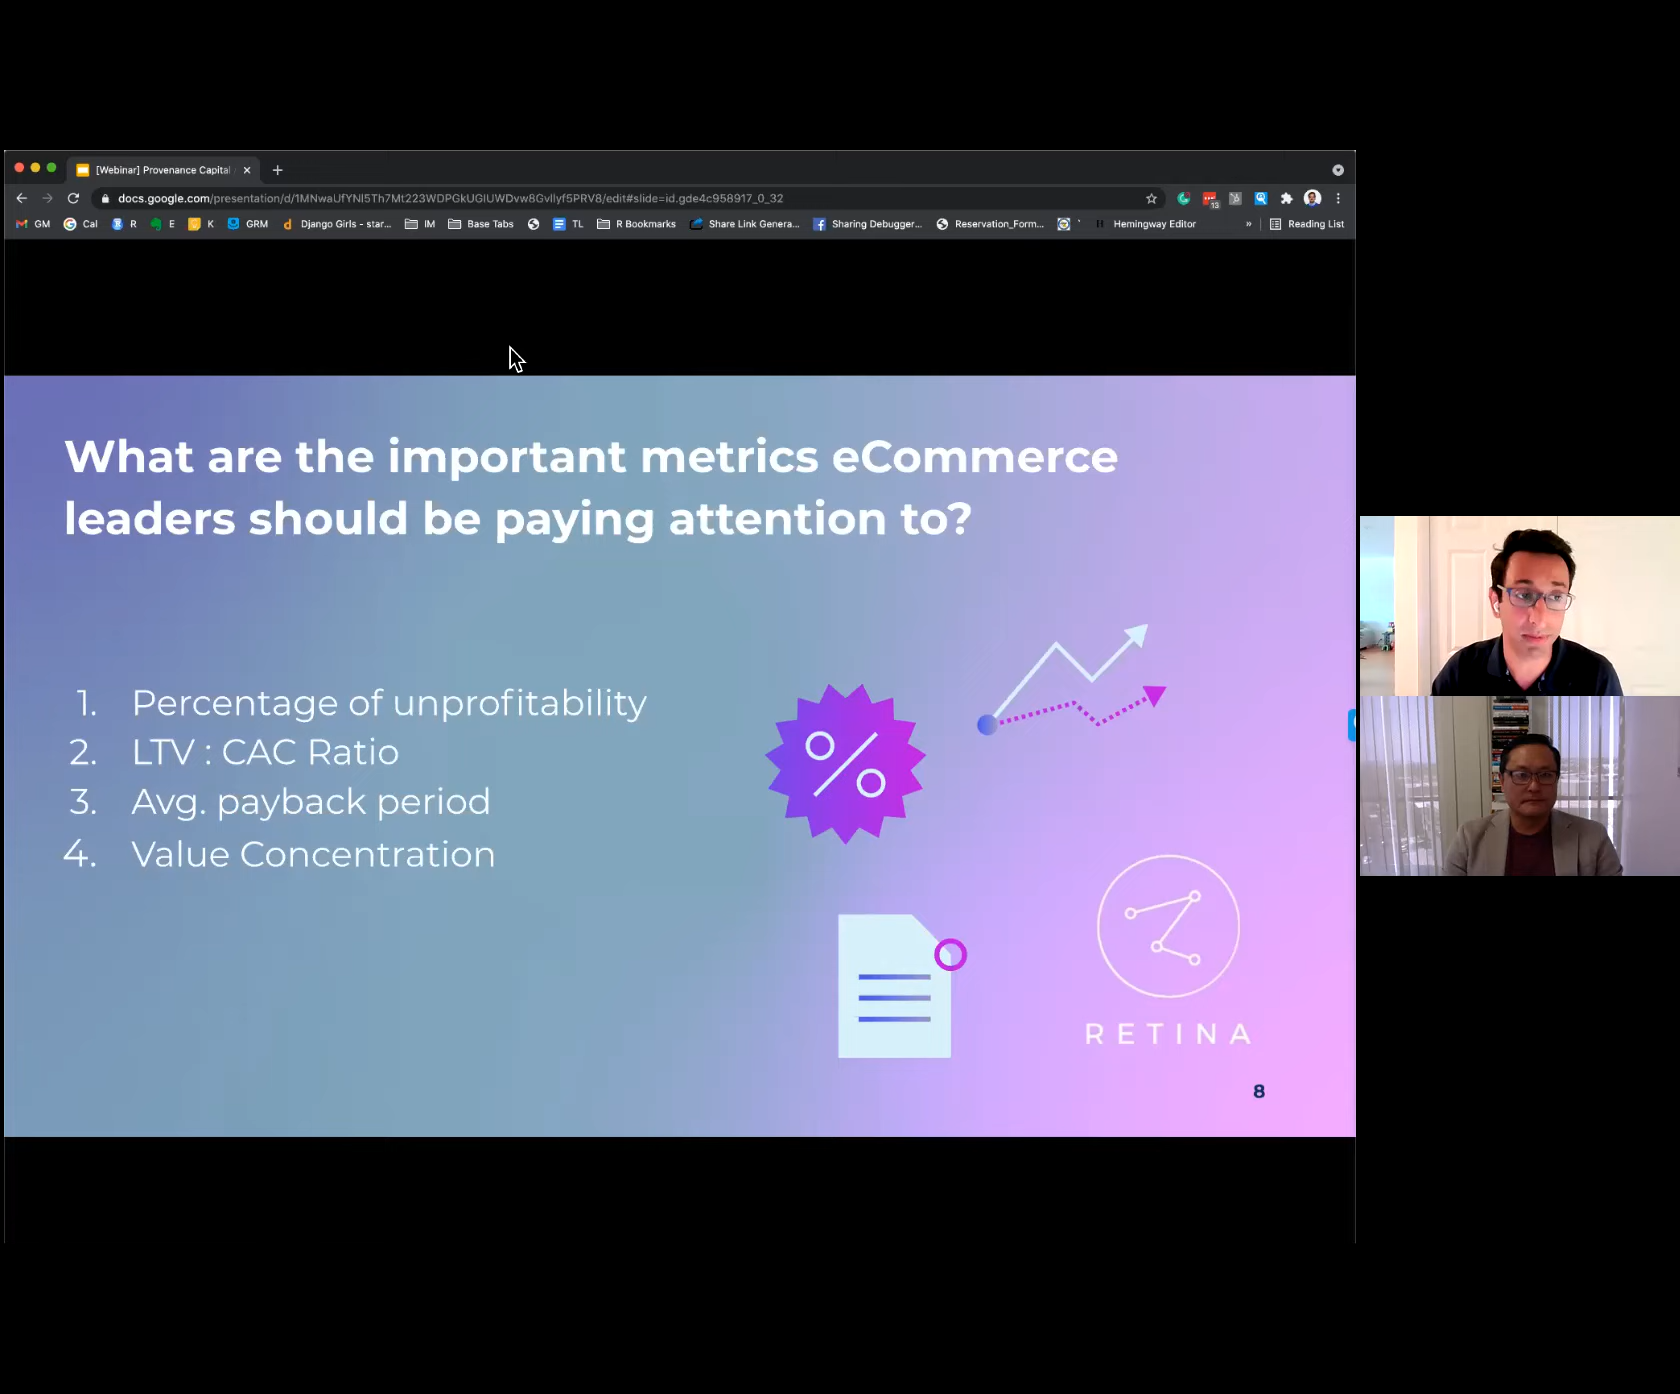 [Webinar] Provenance Capital
docs.google.com/presentation/d/1MNwaUfYNI5Th7Mt223WDPGkUGIUWDvw8Gvllyf5PRV8/edit#slide=id.gde4c958917_0_32
13
GM Cal R E K GRM Django Girls - star... IM Base Tabs TL R Bookmarks Share Link Genera... Sharing Debugger... Reservation_Form... H Hemingway Editor » Reading List
What are the important metrics eCommerce
leaders should be paying attention to?
1. Percentage of unprofitability
2. LTV : CAC Ratio
3. Avg. payback period
4. Value Concentration
%
RETINA
8